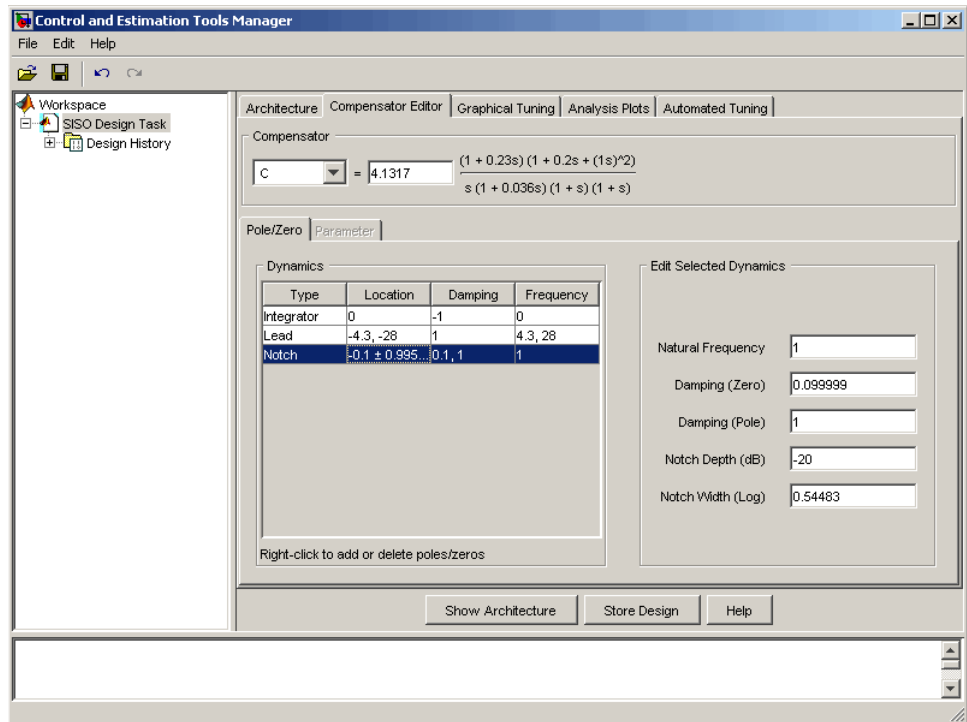 Control and Estimation Tools Manager
File Edit Help
Workspace
SISO Design Task
Design History
Architecture Compensator Editor Graphical Tuning Analysis Plots Automated Tuning
Compensator
C = 4.1317 (1 + 0.23s) (1 + 0.2s + (1s)^2)
s (1 + 0.036s) (1 + s) (1 + s)
Pole/Zero Parameter
Dynamics
Type Location Damping Frequency
Integrator 0 -1 0
Lead -4.3, -28 1 4.3, 28
Notch -0.1 ± 0.995... 0.1, 1 1
Right-click to add or delete poles/zeros
Edit Selected Dynamics
Natural Frequency 1
Damping (Zero) 0.099999
Damping (Pole) 1
Notch Depth (dB) -20
Notch Width (Log) 0.54483
Show Architecture Store Design Help